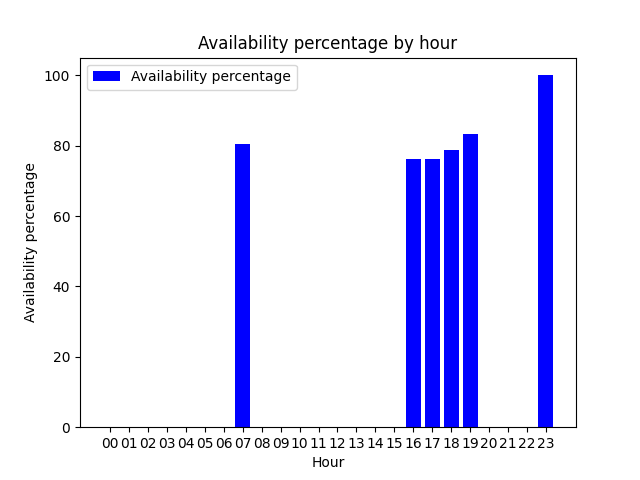 Availability percentage by hour
Availability percentage
100
80
60
40
20
0
Availability percentage
00 01 02 03 04 05 06 07 08 09 10 11 12 13 14 15 16 17 18 19 20 21 22 23
Hour